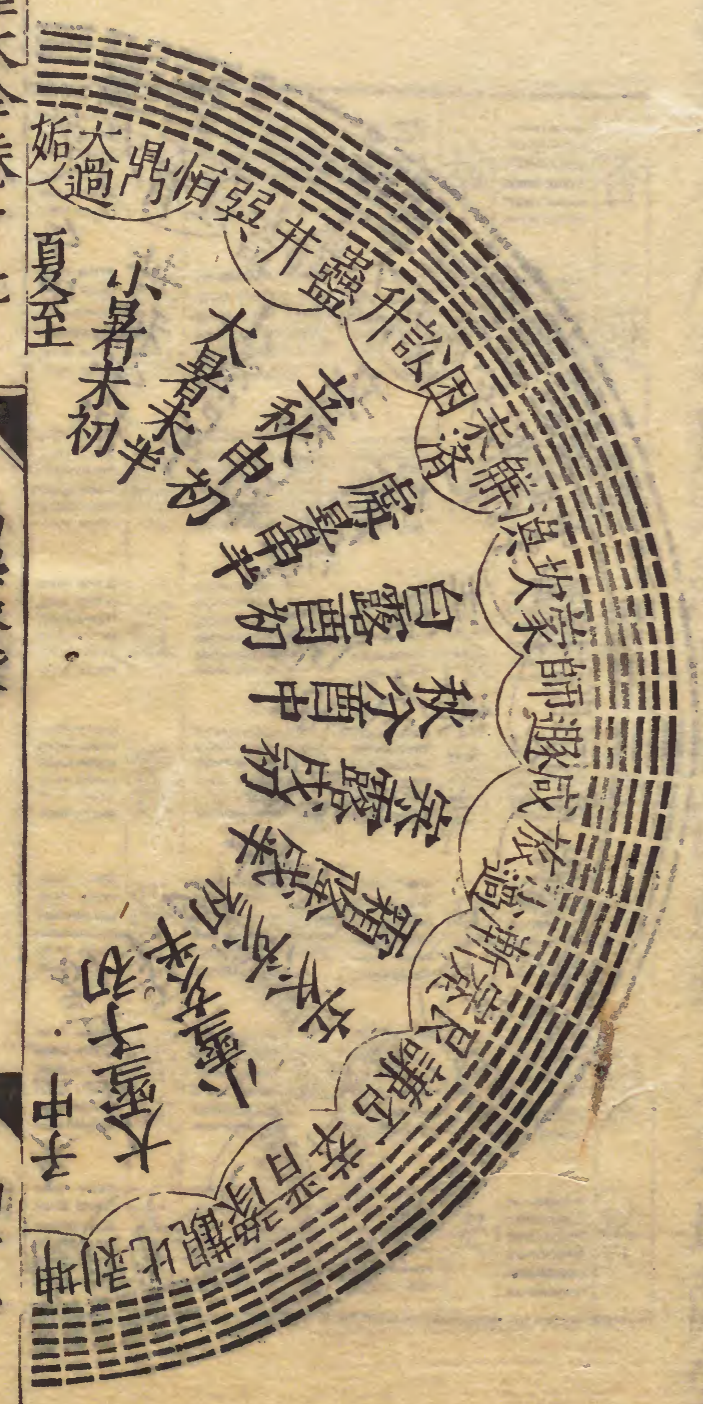 姤
大過
鼎
恒
巽
井
蠱
升
訟
困
未濟
解
渙
坎
蒙
師
遯
咸
旅
小過
漸
蹇
艮
謙
否
萃
晋
豫
觀
比
剝
坤
夏至
小暑未初
大暑未半
立秋申初
處暑申半
白露酉初
秋分酉中
寒露戌初
霜降戌半
立冬亥初
小雪亥半
大雪子初
子中